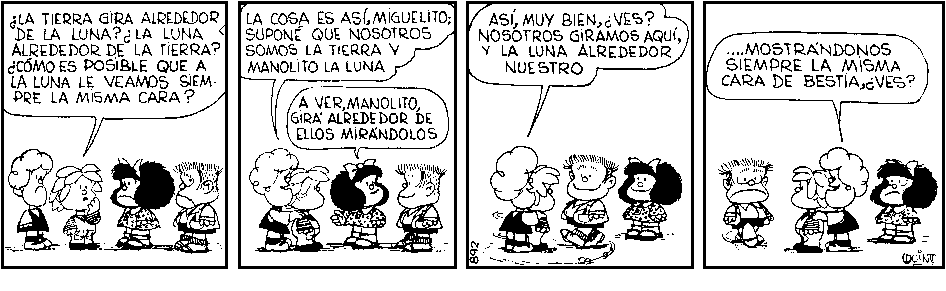 ¿LA TIERRA GIRA ALREDEDOR
DE LA LUNA? ¿LA LUNA
ALREDEDOR DE LA TIERRA?
¿CÓMO ES POSIBLE QUE A
LA LUNA LE VEAMOS SIEM-
PRE LA MISMA CARA?
LA COSA ES ASÍ, MIGUELITO;
SUPONÉ QUE NOSOTROS
SOMOS LA TIERRA Y
MANOLITO LA LUNA
A VER, MANOLITO,
GIRÁ ALREDEDOR DE
ELLOS MIRÁNDOLOS
ASÍ, MUY BIEN, ¿VES?
NOSOTROS GIRAMOS AQUÍ,
Y LA LUNA ALREDEDOR
NUESTRO
892
....MOSTRÁNDONOS
SIEMPRE LA MISMA
CARA DE BESTIA, ¿VES?
QUINO